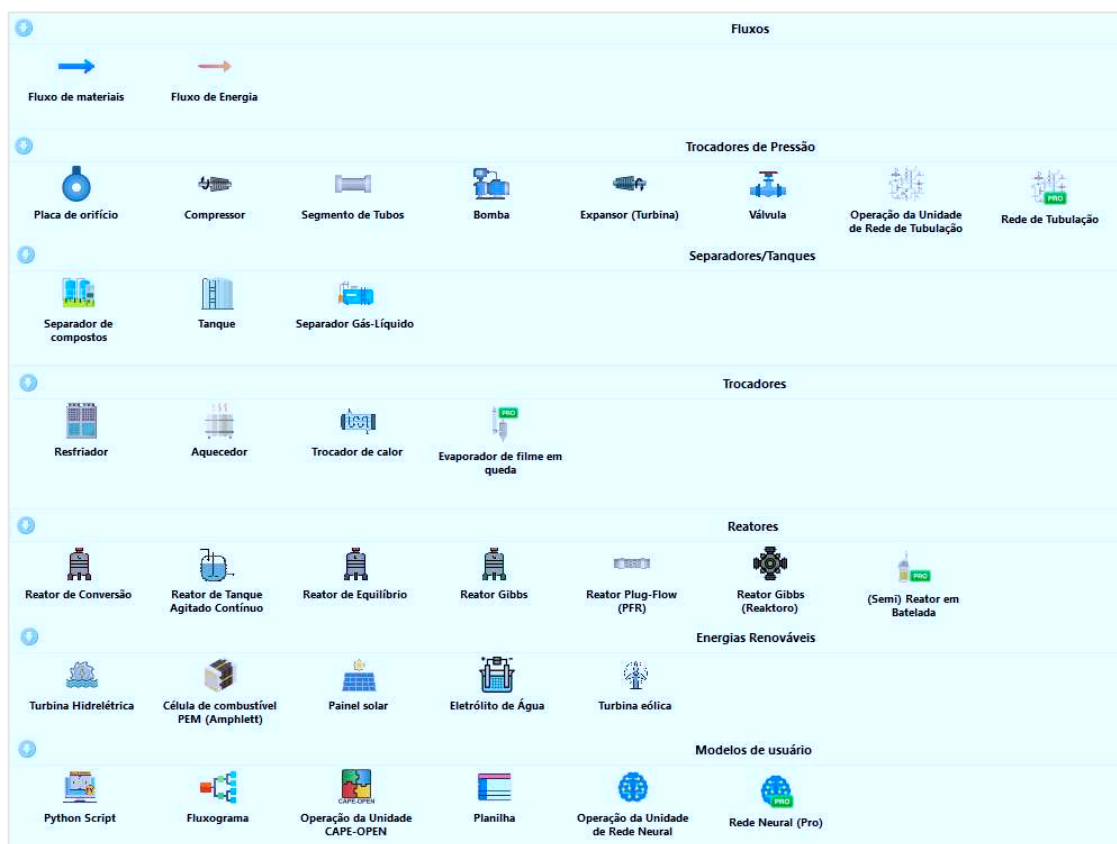 Fluxos
Fluxo de materiais
Fluxo de Energia
Trocadores de Pressão
Placa de orifício
Compressor
Segmento de Tubos
Bomba
Expansor (Turbina)
Válvula
Operação da Unidade
de Rede de Tubulação
PRO
Rede de Tubulação
Separadores/Tanques
Separador de
compostos
Tanque
Separador Gás-Líquido
Trocadores
Resfriador
Aquecedor
Trocador de calor
PRO
Evaporador de filme em
queda
Reatores
Reator de Conversão
Reator de Tanque
Agitado Contínuo
Reator de Equilíbrio
Reator Gibbs
Reator Plug-Flow
(PFR)
Reator Gibbs
(Reaktoro)
PRO
(Semi) Reator em
Batelada
Energias Renováveis
Turbina Hidrelétrica
Célula de combustível
PEM (Amphlett)
Painel solar
Eletrólito de Água
Turbina eólica
Modelos de usuário
Python Script
Fluxograma
CAPE-OPEN
Operação da Unidade
CAPE-OPEN
Planilha
Operação da Unidade
de Rede Neural
PRO
Rede Neural (Pro)